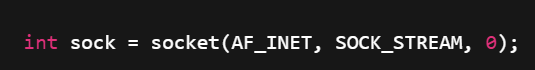 int sock = socket(AF_INET, SOCK_STREAM, 0);